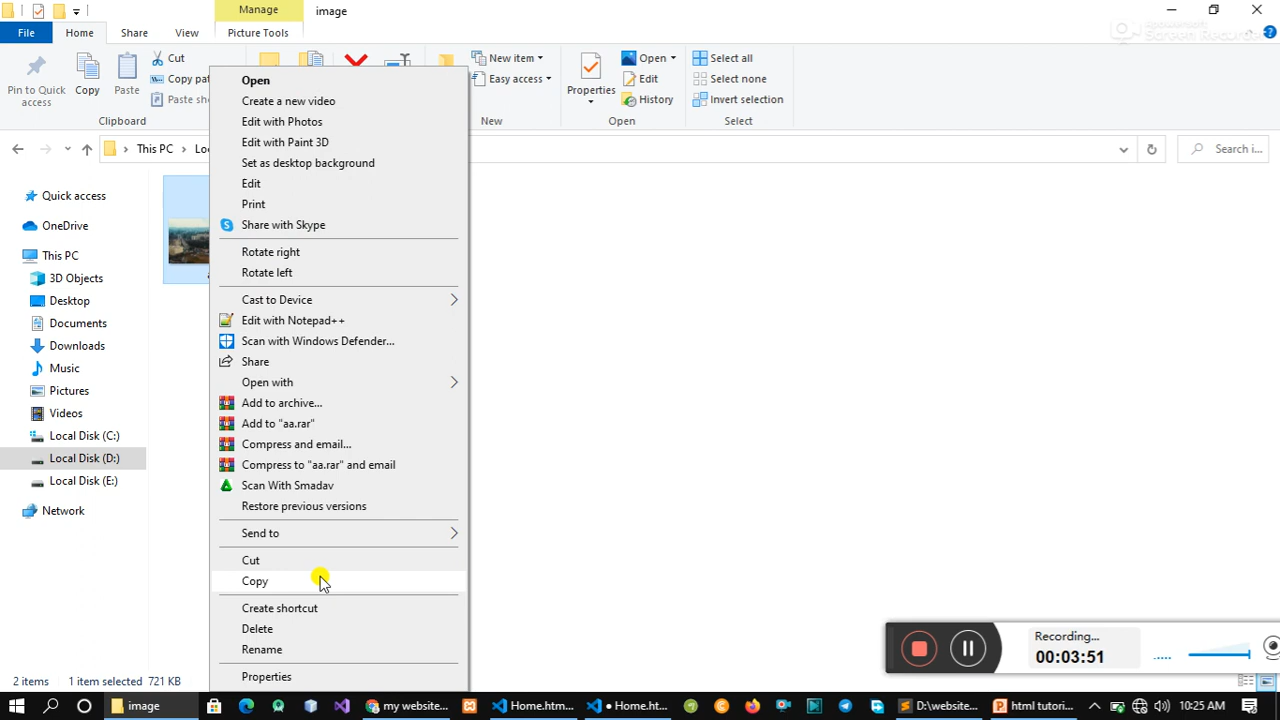 Manage
image
File
Home
Share
View
Picture Tools
Pin to Quick access
Copy
Paste
Cut
Copy pat
Paste sh
Clipboard
New item
Easy access
New
Properties
Open
Edit
History
Open
Select all
Select none
Invert selection
Select
Apowersoft
Screen Recorder
This PC
Loc
Search i...
Quick access
OneDrive
This PC
3D Objects
Desktop
Documents
Downloads
Music
Pictures
Videos
Local Disk (C:)
Local Disk (D:)
Local Disk (E:)
Network
Open
Create a new video
Edit with Photos
Edit with Paint 3D
Set as desktop background
Edit
Print
Share with Skype
Rotate right
Rotate left
Cast to Device
Edit with Notepad++
Scan with Windows Defender...
Share
Open with
Add to archive...
Add to "aa.rar"
Compress and email...
Compress to "aa.rar" and email
Scan With Smadav
Restore previous versions
Send to
Cut
Copy
Create shortcut
Delete
Rename
Properties
Recording...
00:03:51
2 items
1 item selected 721 KB
image
my website...
Home.htm...
• Home.ht...
D:\website...
html tutori...
10:25 AM